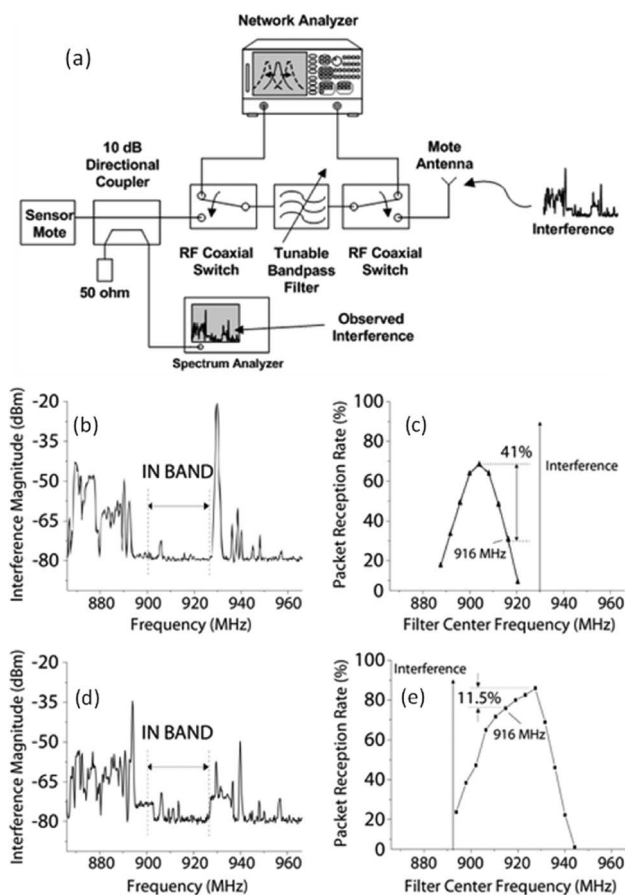 Network Analyzer
(a)
10 dB
Directional
Coupler
Mote
Antenna
Sensor
Mote
Interference
RF Coaxial
Switch
Tunable
Bandpass
Filter
RF Coaxial
Switch
50 ohm
Observed
Interference
Spectrum Analyzer
(b)
Interference Magnitude (dBm)
-20
-35
-50
-65
-80
IN BAND
880 900 920 940 960
Frequency (MHz)
(c)
Packet Reception Rate (%)
100
80
60
40
20
0
41%
Interference
916 MHz
880 900 920 940 960
Filter Center Frequency (MHz)
(d)
Interference Magnitude (dBm)
-20
-35
-50
-65
-80
IN BAND
880 900 920 940 960
Frequency (MHz)
(e)
Packet Reception Rate (%)
100
80
60
40
20
0
Interference
11.5%
916 MHz
880 900 920 940 960
Filter Center Frequency (MHz)